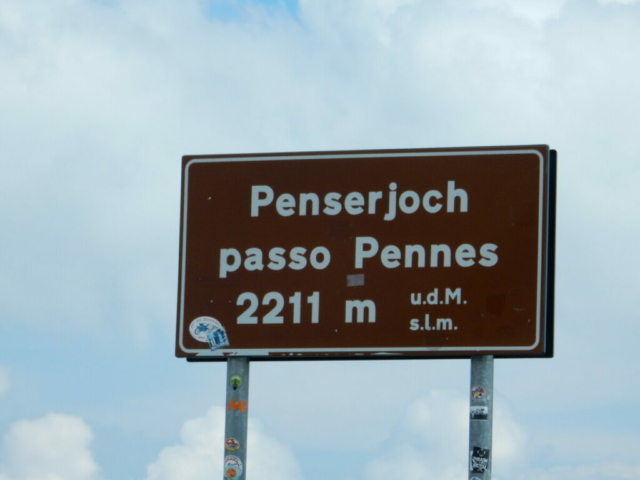 Penserjoch
passo Pennes
2211 m u.d.M.
s.l.m.